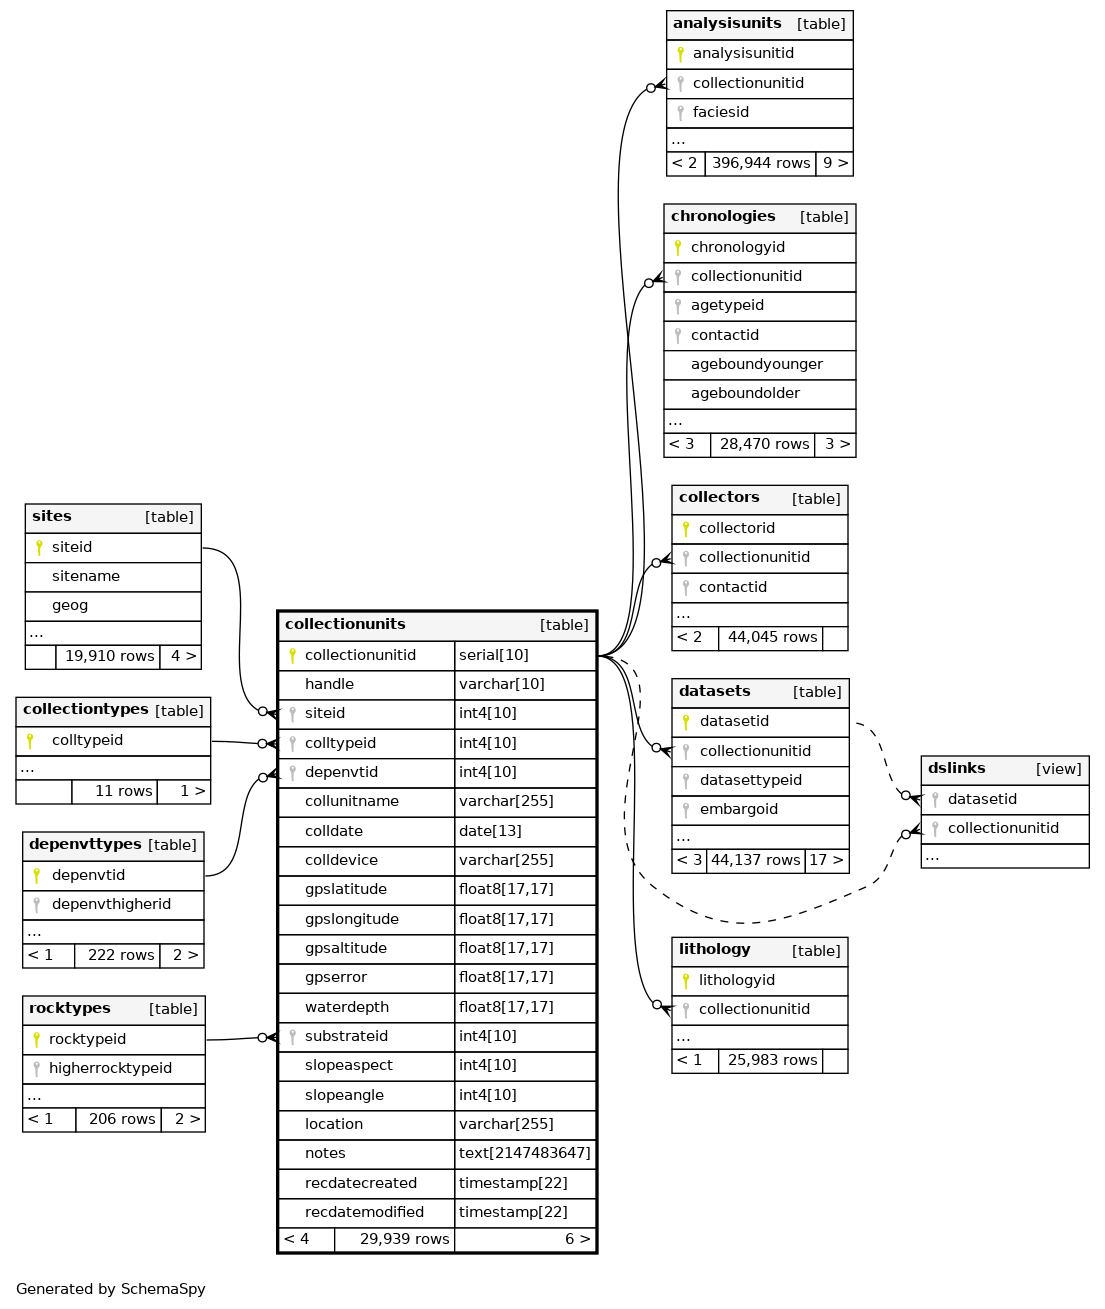 analysisunits [table]
analysisunitid
collectionunitid
faciesid
...
< 2 396,944 rows 9 >
chronologies [table]
chronologyid
collectionunitid
agetypeid
contactid
ageboundyounger
ageboundolder
...
< 3 28,470 rows 3 >
collectors [table]
collectorid
collectionunitid
contactid
...
< 2 44,045 rows
sites [table]
siteid
sitename
geog
...
19,910 rows 4 >
collectiontypes [table]
colltypeid
...
11 rows 1 >
depenvttypes [table]
depenvtid
depenvthigherid
...
< 1 222 rows 2 >
rocktypes [table]
rocktypeid
higherrocktypeid
...
< 1 206 rows 2 >
collectionunits [table]
collectionunitid serial[10]
handle varchar[10]
siteid int4[10]
colltypeid int4[10]
depenvtid int4[10]
collunitname varchar[255]
colldate date[13]
colldevice varchar[255]
gpslatitude float8[17,17]
gpslongitude float8[17,17]
gpsaltitude float8[17,17]
gpserror float8[17,17]
waterdepth float8[17,17]
substrateid int4[10]
slopeaspect int4[10]
slopeangle int4[10]
location varchar[255]
notes text[2147483647]
recdatecreated timestamp[22]
recdatemodified timestamp[22]
< 4 29,939 rows 6 >
datasets [table]
datasetid
collectionunitid
datasettypeid
embargoid
...
< 3 44,137 rows 17 >
dslinks [view]
datasetid
collectionunitid
...
lithology [table]
lithologyid
collectionunitid
...
< 1 25,983 rows
Generated by SchemaSpy